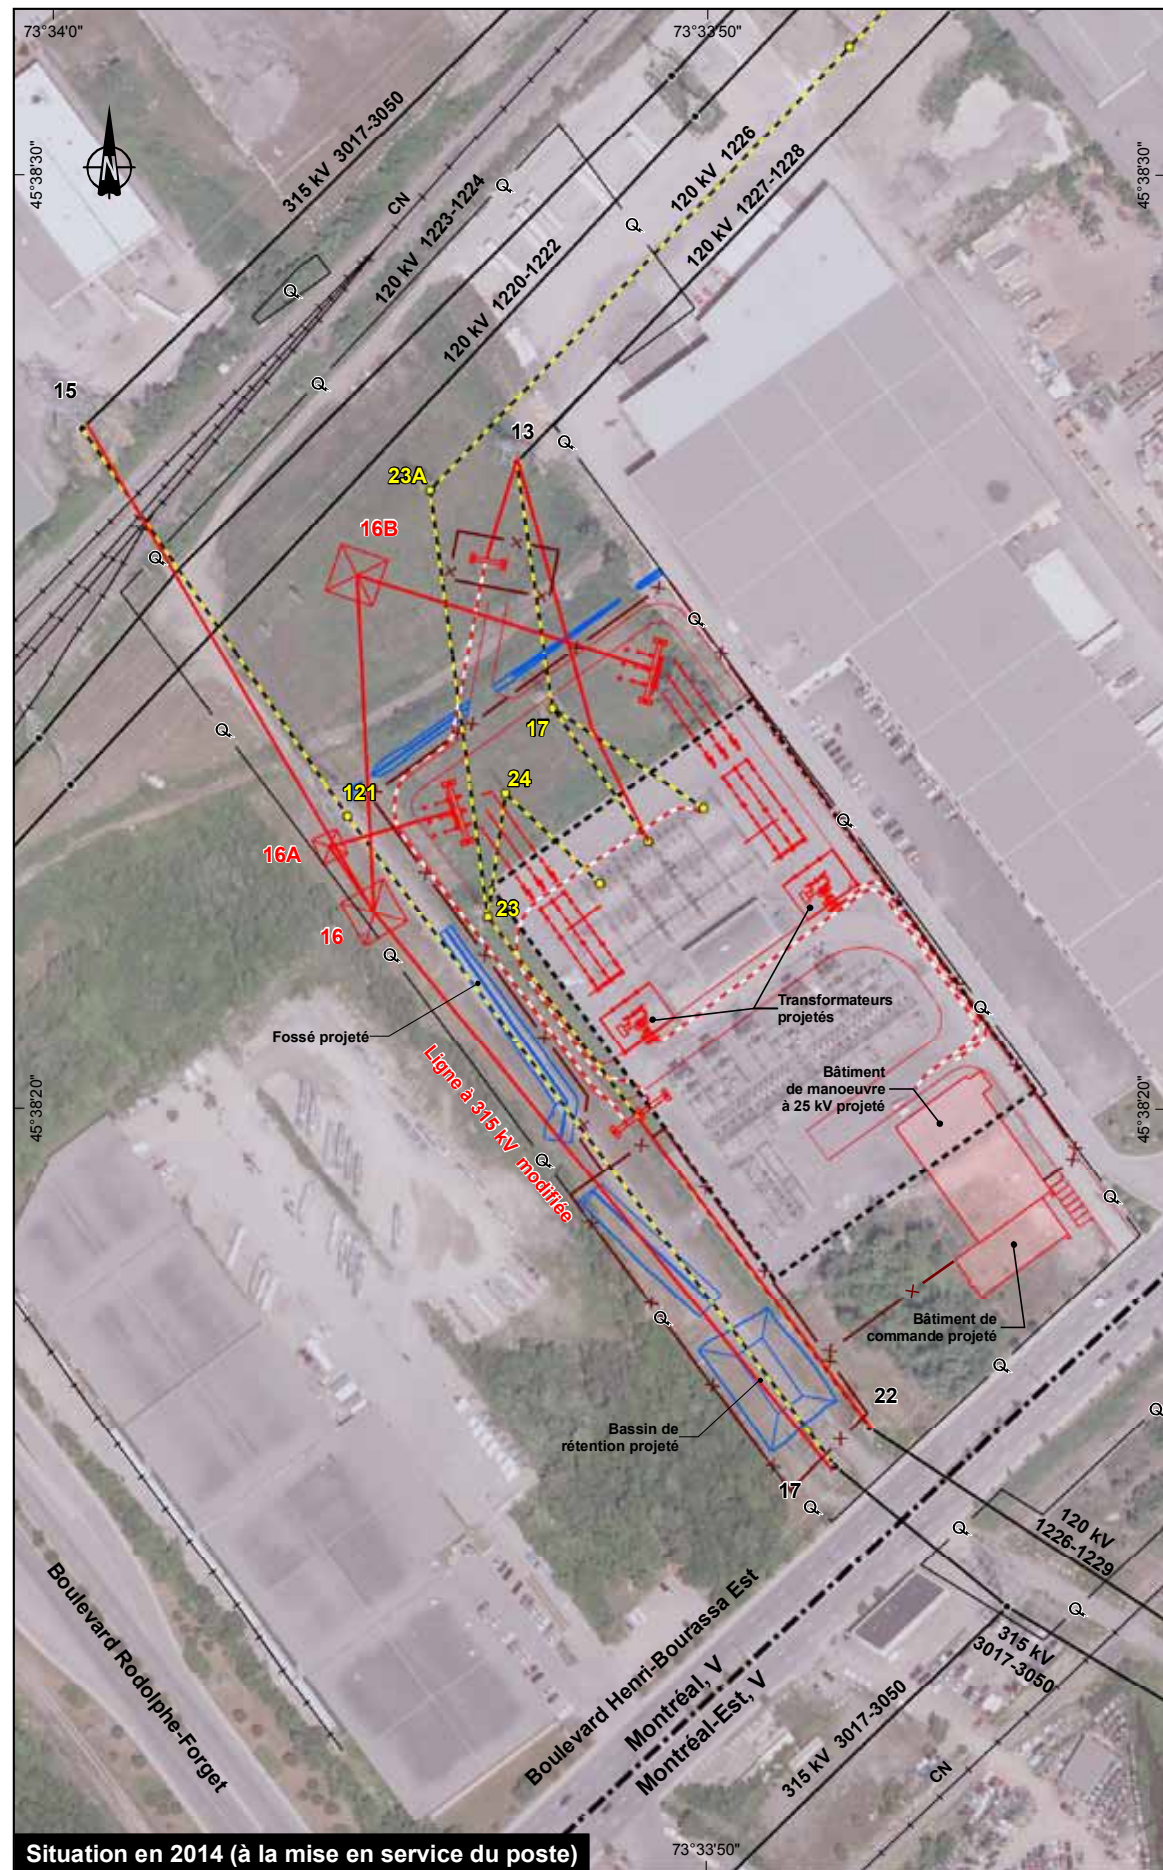 73°34'0"
73°33'50"
45°38'30"
45°38'30"
315 kV 3017-3050
CN
120 kV 1223-1224
120 kV 1220-1222
120 kV 1226
120 kV 1227-1228
N
15
13
23A
16B
17
24
121
16A
23
16
Transformateurs
projetés
Fossé projeté
Bâtiment
de manoeuvre
à 25 kV projeté
Ligne à 315 kV modifiée
45°38'20"
45°38'20"
Bâtiment de
commande projeté
22
Bassin de
rétention projeté
17
120 kV
1226-1229
315 kV
3017-3050
Boulevard Rodolphe-Forget
Boulevard Henri-Bourassa Est
Montréal, V
Montréal-Est, V
315 kV 3017-3050
CN
73°33'50"
Situation en 2014 (à la mise en service du poste)